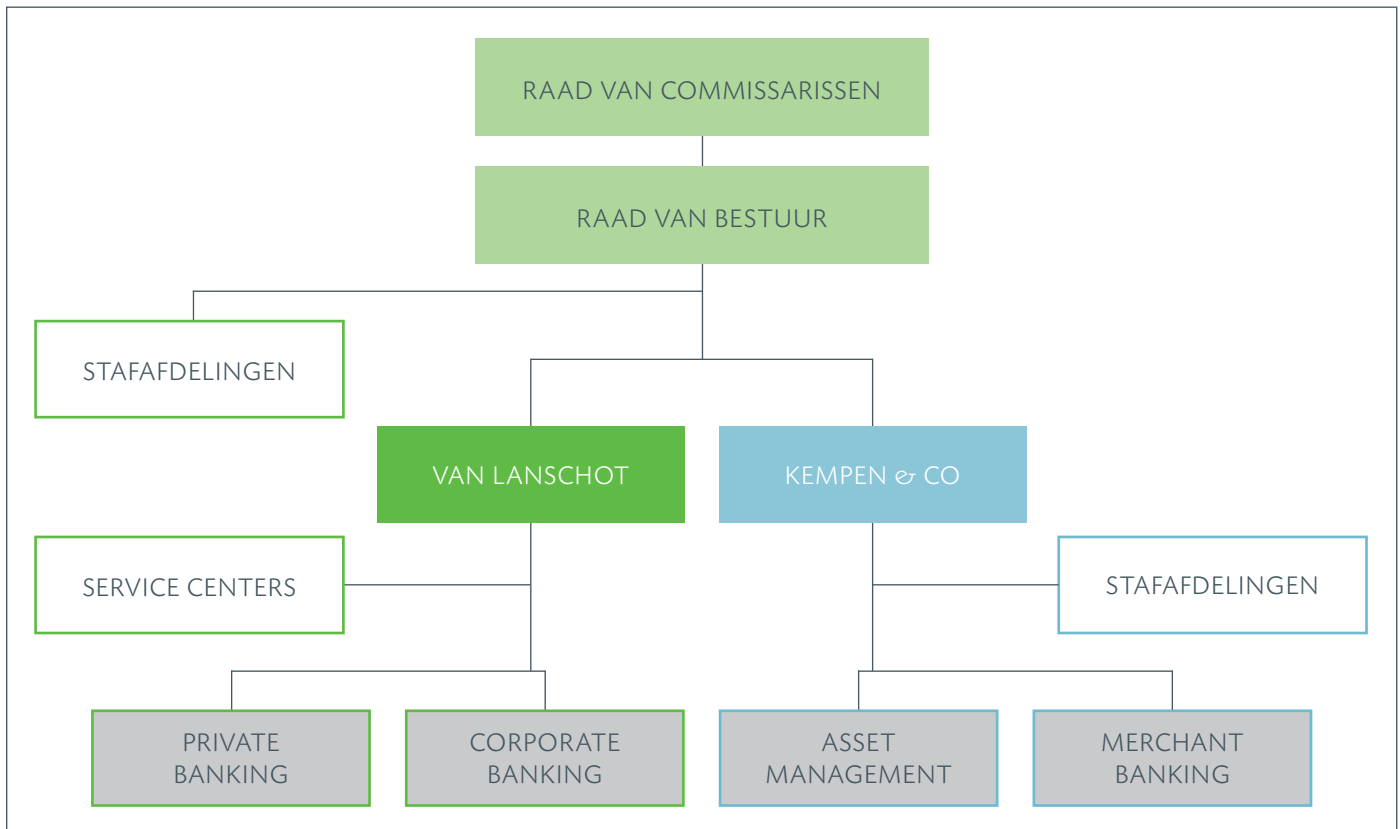 RAAD VAN COMMISSARISSEN
RAAD VAN BESTUUR
STAFAFDELINGEN
VAN LANSCHOT
KEMPEN & CO
SERVICE CENTERS
STAFAFDELINGEN
PRIVATE
BANKING
CORPORATE
BANKING
ASSET
MANAGEMENT
MERCHANT
BANKING